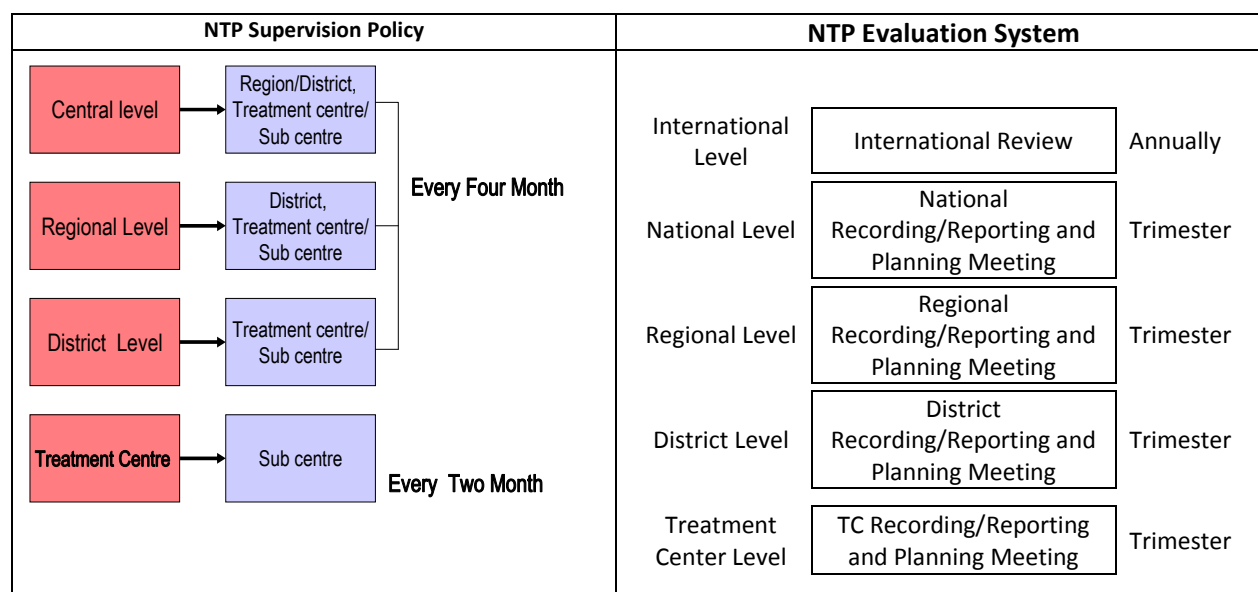 NTP Supervision Policy
Central level
Region/District,
Treatment centre/
Sub centre
Regional Level
District,
Treatment centre/
Sub centre
Every Four Month
District Level
Treatment centre/
Sub centre
Treatment Centre
Sub centre
Every Two Month
NTP Evaluation System
International
Level
International Review
Annually
National Level
National
Recording/Reporting and
Planning Meeting
Trimester
Regional Level
Regional
Recording/Reporting and
Planning Meeting
Trimester
District Level
District
Recording/Reporting and
Planning Meeting
Trimester
Treatment
Center Level
TC Recording/Reporting
and Planning Meeting
Trimester